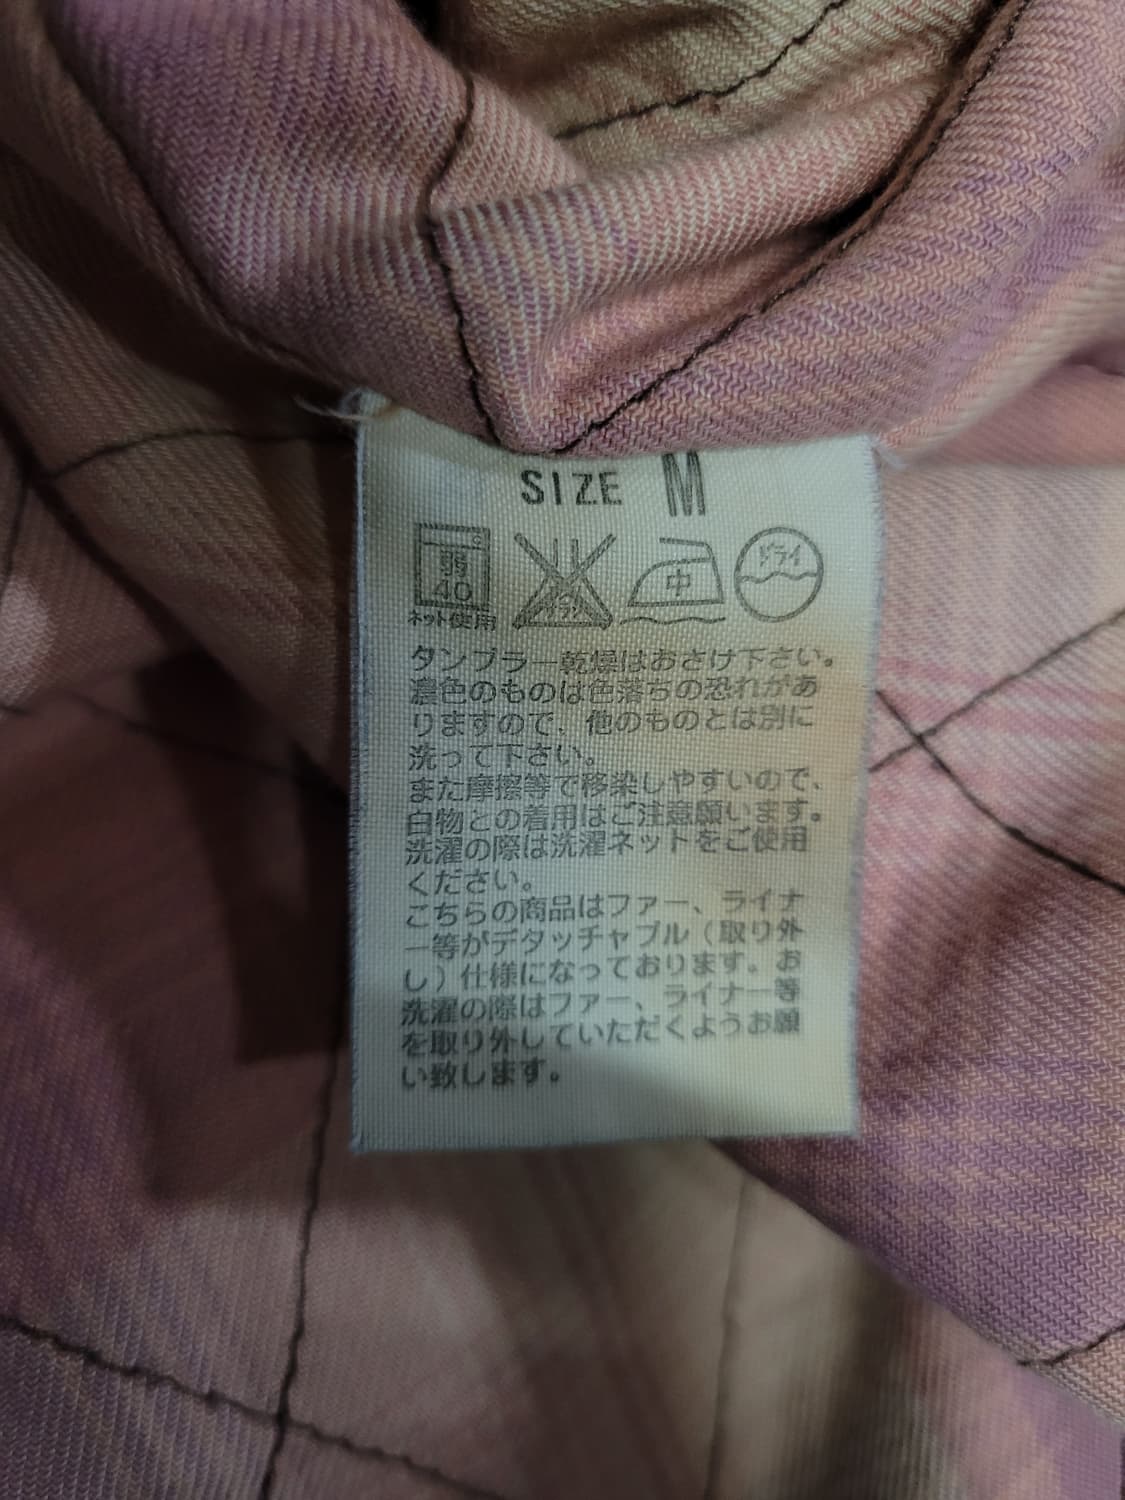 SIZE M
弱
40
ネット使用
中
ドライ
タンブラー乾燥はおさけ下さい。
濃色のものは色落ちの恐れがあ
りますので、他のものとは別に
洗って下さい。
また摩擦等で移染しやすいので、
白物との着用はご注意願います。
洗濯の際は洗濯ネットをご使用
ください。
こちらの商品はファー、ライナ
ー等がデタッチャブル（取り外
し）仕様になっております。お
洗濯の際はファー、ライナー等
を取り外していただくようお願
い致します。